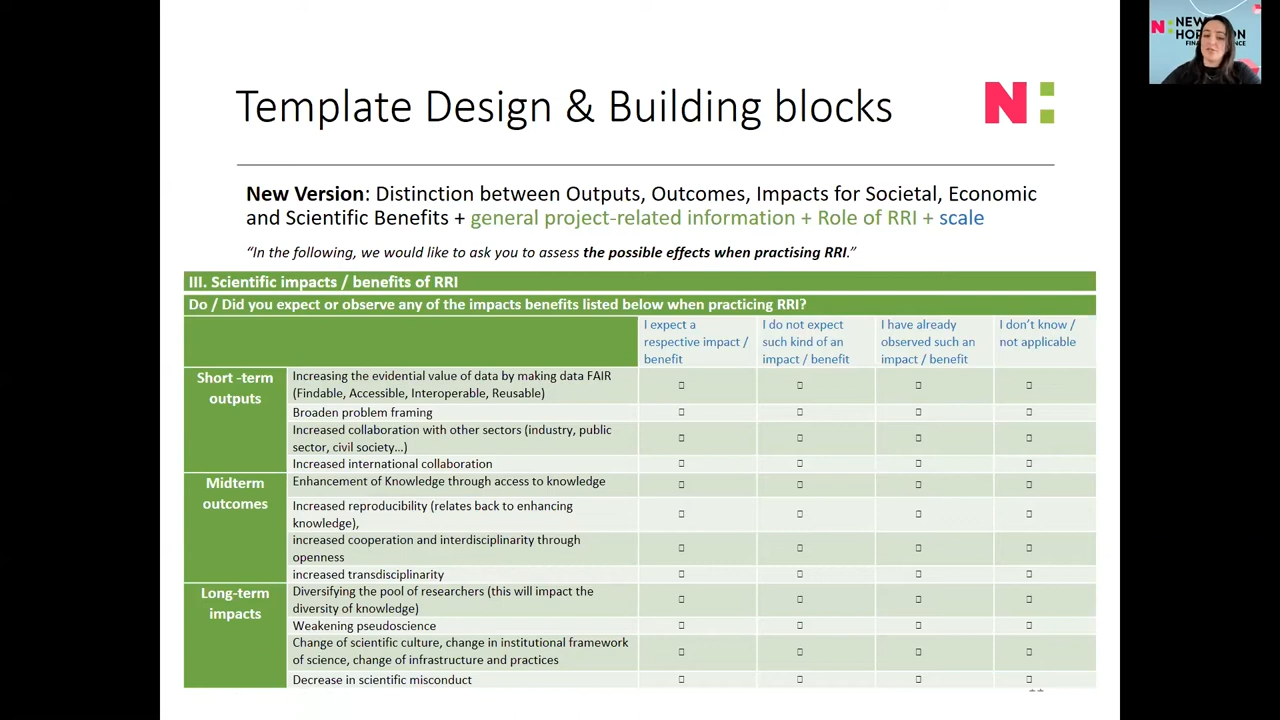 NEW
HORIZON
Template Design & Building blocks
N:
New Version: Distinction between Outputs, Outcomes, Impacts for Societal, Economic
and Scientific Benefits + general project-related information + Role of RRI + scale
“In the following, we would like to ask you to assess the possible effects when practising RRI.”
III. Scientific impacts / benefits of RRI
Do / Did you expect or observe any of the impacts benefits listed below when practicing RRI?
I expect a
respective impact /
benefit
I do not expect
such kind of an
impact / benefit
I have already
observed such an
impact / benefit
I don’t know /
not applicable
Short -term
outputs
Increasing the evidential value of data by making data FAIR
(Findable, Accessible, Interoperable, Reusable)
Broaden problem framing
Increased collaboration with other sectors (industry, public
sector, civil society…)
Increased international collaboration
Midterm
outcomes
Enhancement of Knowledge through access to knowledge
Increased reproducibility (relates back to enhancing
knowledge),
increased cooperation and interdisciplinarity through
openness
increased transdisciplinarity
Long-term
impacts
Diversifying the pool of researchers (this will impact the
diversity of knowledge)
Weakening pseudoscience
Change of scientific culture, change in institutional framework
of science, change of infrastructure and practices
Decrease in scientific misconduct